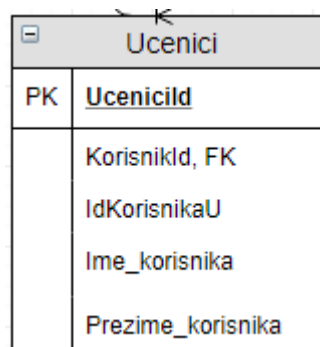 Ucenici
PK UceniciId
KorisnikId, FK
IdKorisnikaU
Ime_korisnika
Prezime_korisnika